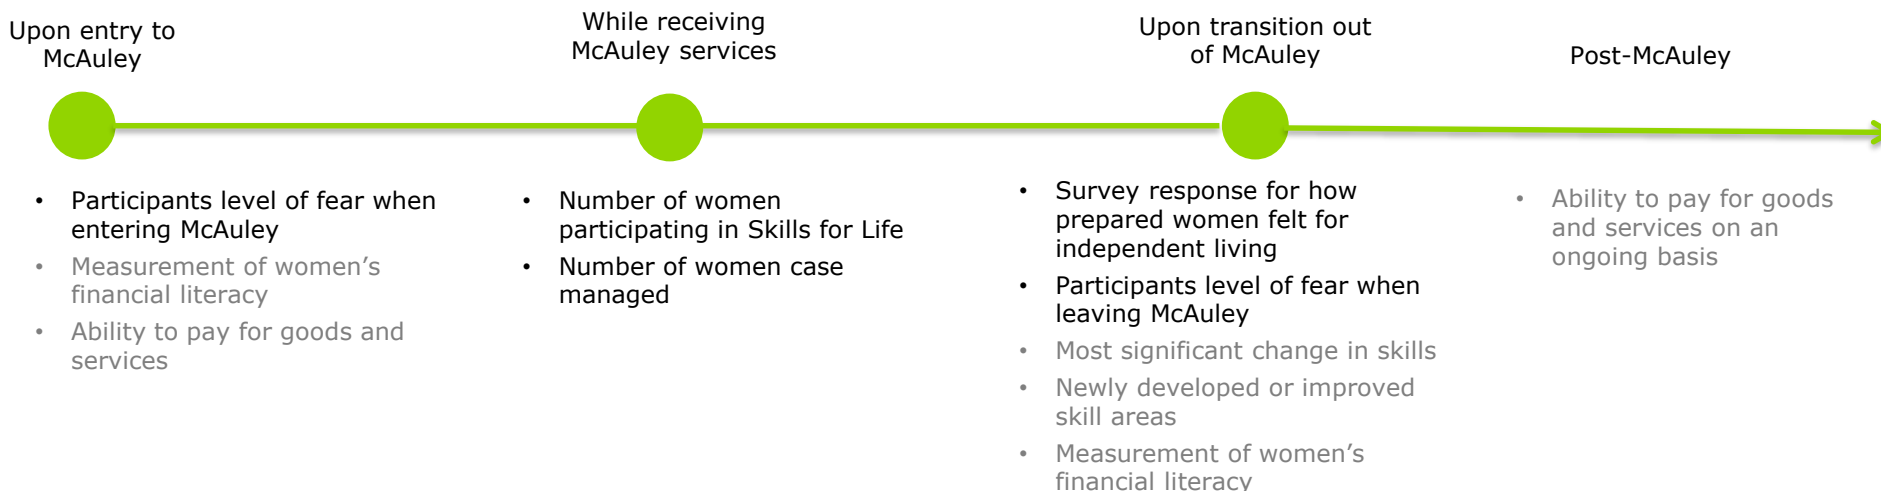 Upon entry to
McAuley
While receiving
McAuley services
Upon transition out
of McAuley
Post-McAuley
• Participants level of fear when
entering McAuley
• Measurement of women's
financial literacy
• Ability to pay for goods and
services
• Number of women
participating in Skills for Life
• Number of women case
managed
• Survey response for how
prepared women felt for
independent living
• Participants level of fear when
leaving McAuley
• Most significant change in skills
• Newly developed or improved
skill areas
• Measurement of women's
financial literacy
• Ability to pay for goods
and services on an
ongoing basis